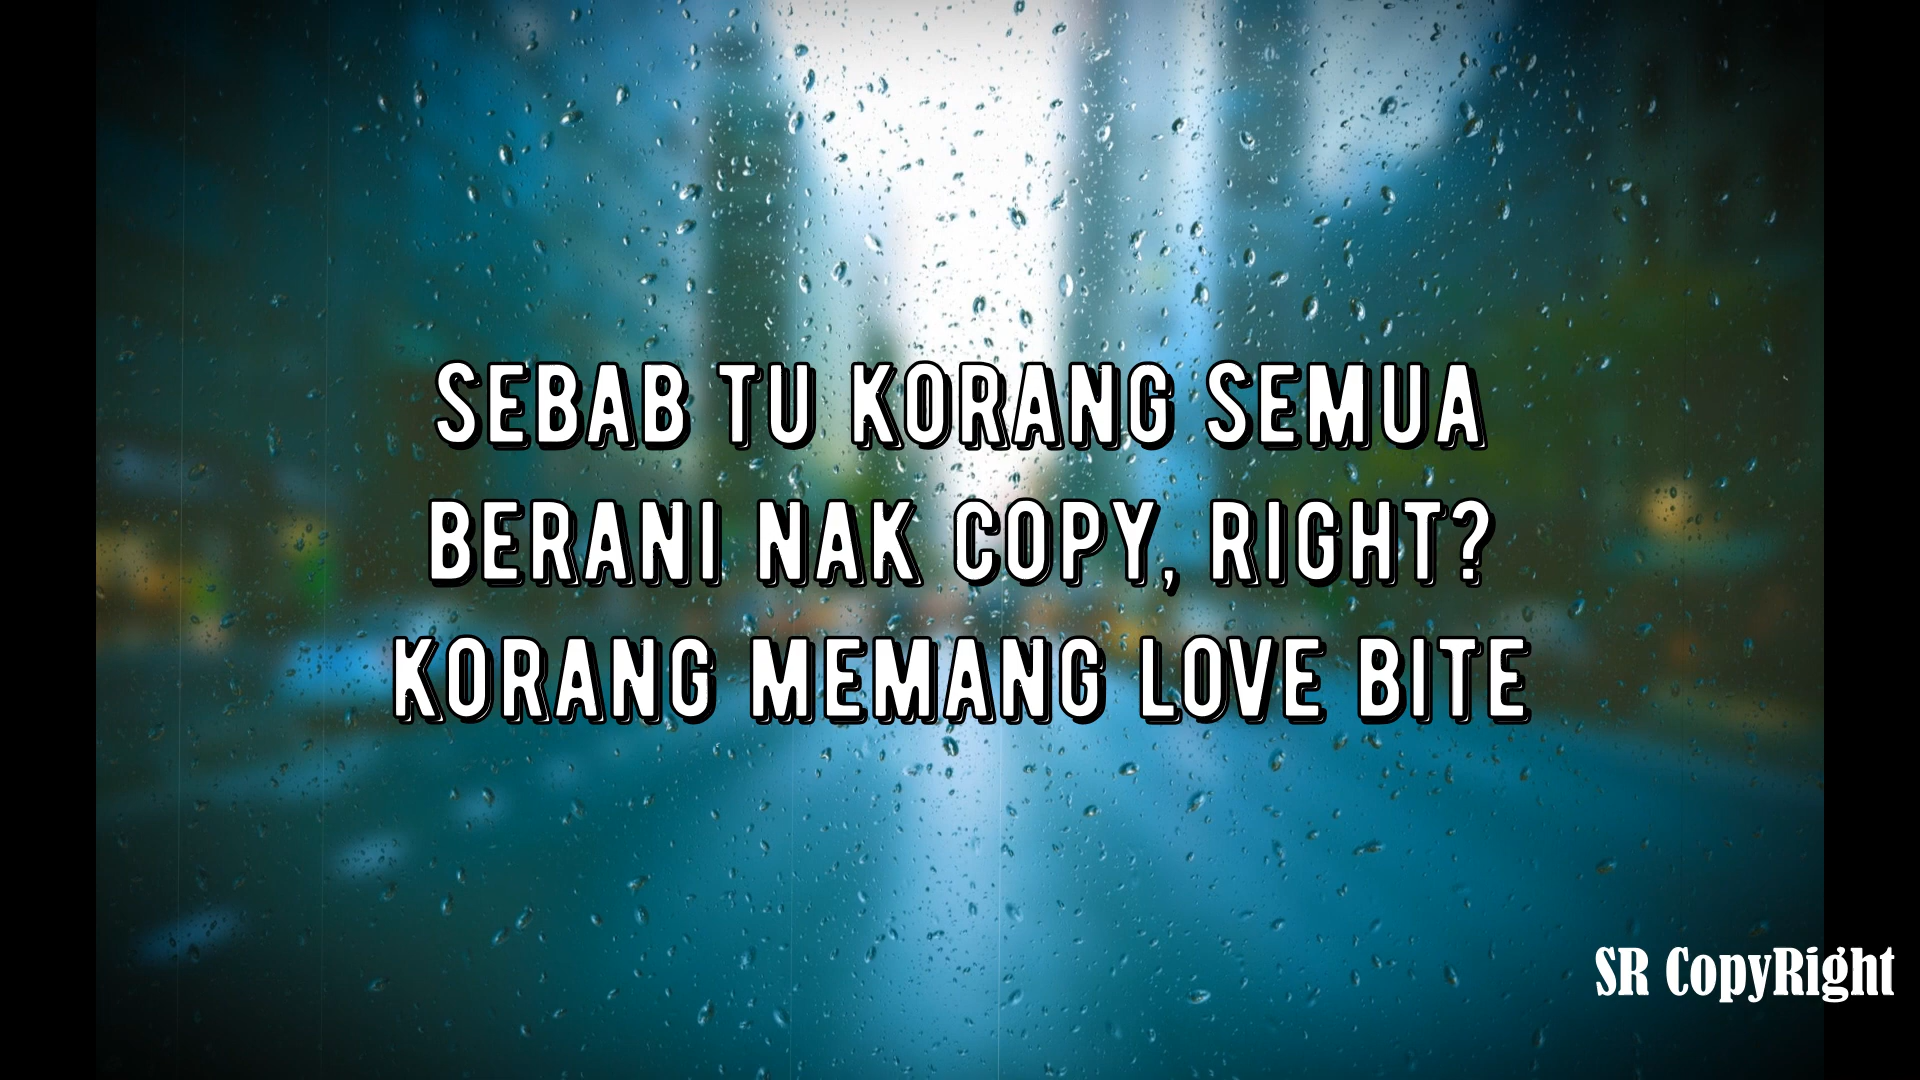 SEBAB TU KORANG SEMUA
BERANI NAK COPY, RIGHT?
KORANG MEMANG LOVE BITE
SR CopyRight